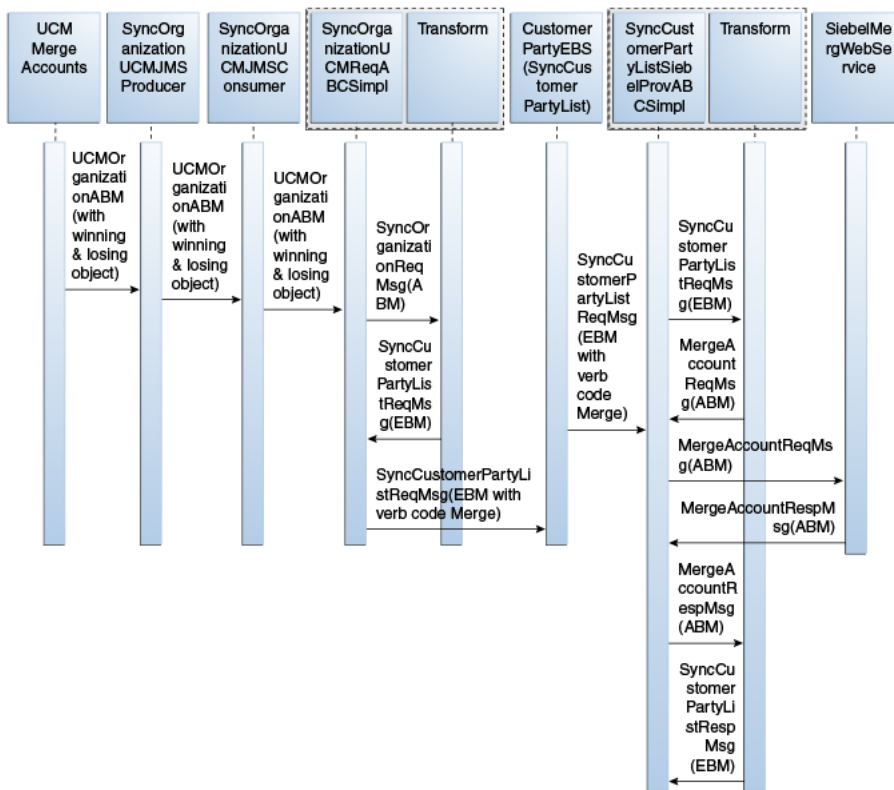 UCM
Merge
Accounts
SyncOr
ganization
UCMJMS
Producer
SyncOrga
nizationU
CMJMSC
onsumer
SyncOrga
nizationU
CMReqA
BCSimpl
Transform
Customer
PartyEBS
(SyncCus
tomer
PartyList)
SyncCust
omerPart
yListSieb
elProvAB
CSimpl
Transform
SiebelMe
rgWebSe
rvice
UCMOr
ganizati
onABM
(with
winning
& losing
object)
UCMOr
ganizati
onABM
(with
winning
& losing
object)
UCMOr
ganizati
onABM
(with
winning
& losing
object)
SyncOr
ganizati
onReq
Msg(A
BM)
SyncCu
stomer
PartyLis
tReqMs
g(EBM)
SyncCustomerPartyLi
stReqMsg(EBM with
verb code Merge)
SyncCu
stomerP
artyList
ReqMsg
(EBM
with
verb
code
Merge)
SyncCu
stomer
PartyLis
tReqMs
g(EBM)
MergeA
ccount
ReqMs
g(ABM)
MergeAccountReqMs
g(ABM)
MergeAccountRespM
sg(ABM)
MergeA
ccountR
espMsg
(ABM)
SyncCu
stomer
PartyLi
stResp
Msg
(EBM)